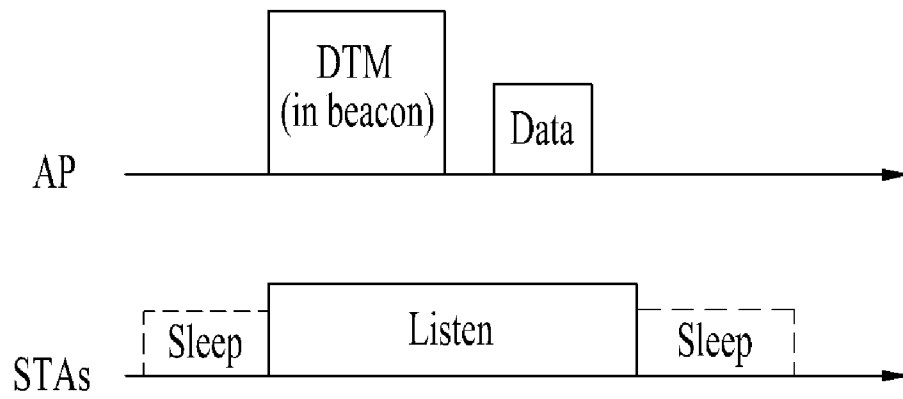 DTM
(in beacon)
Data
AP
Sleep
Listen
Sleep
STAs